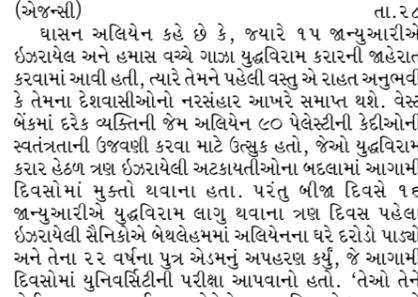 (એજન્સી) તા.૨૮
ઘાસન અલિયેન કહે છે કે, જ્યારે ૧૫ જાન્યુઆરીએ
ઇઝરાયેલ અને હમાસ વચ્ચે ગાઝા યુદ્ધવિરામ કરારની જાહેરાત
કરવામાં આવી હતી, ત્યારે તેમને પહેલી વસ્તુ એ રાહત અનુભવી
કે તેમના દેશવાસીઓનો નરસંહાર આખરે સમાપ્ત થશે. વેસ્ટ
બેંકમાં દરેક વ્યક્તિની જેમ અલિયેન ૯૦ પેલેસ્ટીની કેદીઓની
સ્વતંત્રતાની ઉજવણી કરવા માટે ઉત્સુક હતો, જેઓ યુદ્ધવિરામ
કરાર હેઠળ ત્રણ ઇઝરાયેલી અટકાયતીઓના બદલામાં આગામી
દિવસોમાં મુક્તો થવાના હતા. પરંતુ બીજા દિવસે ૧૬
જાન્યુઆરીએ યુદ્ધવિરામ લાગુ થવાના ત્રણ દિવસ પહેલા
ઇઝરાયેલી સૈનિકોએ બેથલેહમમાં અલિયેનના ઘરે દરોડો પાડ્યો
અને તેના ૨૨ વર્ષના પુત્ર એડમનું અપહરણ કર્યું, જે આગામી
દિવસોમાં યુનિવર્સિટીની પરીક્ષા આપવાનો હતો. ‘તેઓ તેને